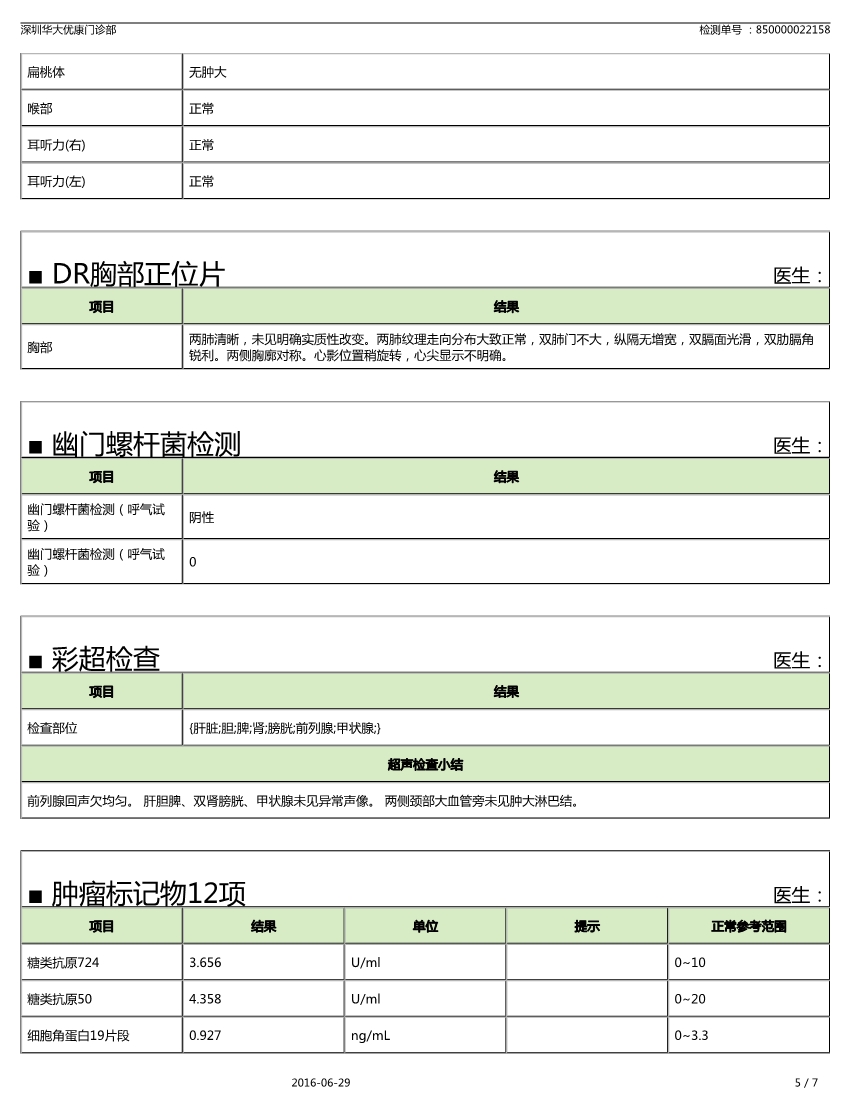 深圳华大优康门诊部 检测单号 ：850000022158
扁桃体 无肿大
喉部 正常
耳听力(右) 正常
耳听力(左) 正常
■ DR胸部正位片 医生：
项目 结果
胸部 两肺清晰，未见明确实质性改变。两肺纹理走向分布大致正常，双肺门不大，纵隔无增宽，双膈面光滑，双肋膈角
锐利。两侧胸廓对称。心影位置稍旋转，心尖显示不明确。
■ 幽门螺杆菌检测 医生：
项目 结果
幽门螺杆菌检测（呼气试
验） 阴性
幽门螺杆菌检测（呼气试
验） 0
■ 彩超检查 医生：
项目 结果
检查部位 {肝脏;胆;脾;肾;膀胱;前列腺;甲状腺;}
超声检查小结
前列腺回声欠均匀。 肝胆脾、双肾膀胱、甲状腺未见异常声像。 两侧颈部大血管旁未见肿大淋巴结。
■ 肿瘤标记物12项 医生：
项目 结果 单位 提示 正常参考范围
糖类抗原724 3.656 U/ml 0~10
糖类抗原50 4.358 U/ml 0~20
细胞角蛋白19片段 0.927 ng/mL 0~3.3
2016-06-29 5 / 7